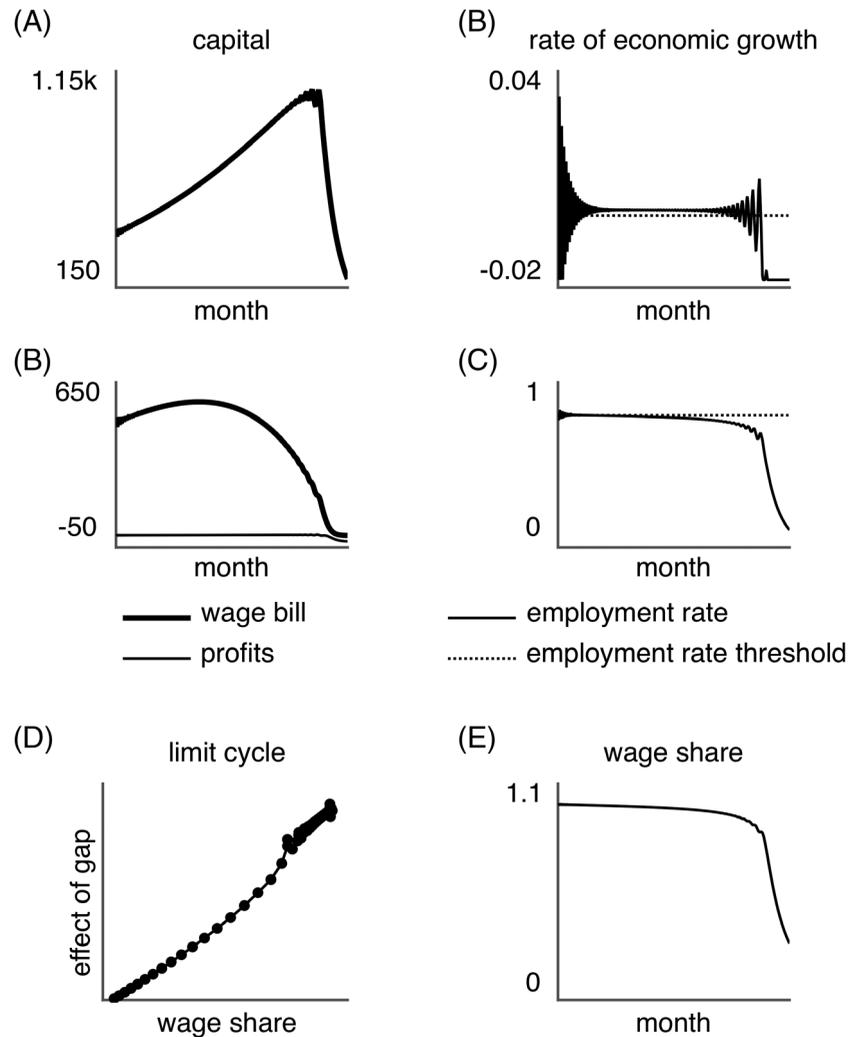 (A)
capital
1.15k
150
month
(B)
rate of economic growth
0.04
-0.02
month
(B)
650
-50
month
wage bill
profits
(C)
1
0
month
employment rate
employment rate threshold
(D)
limit cycle
effect of gap
wage share
(E)
wage share
1.1
0
month